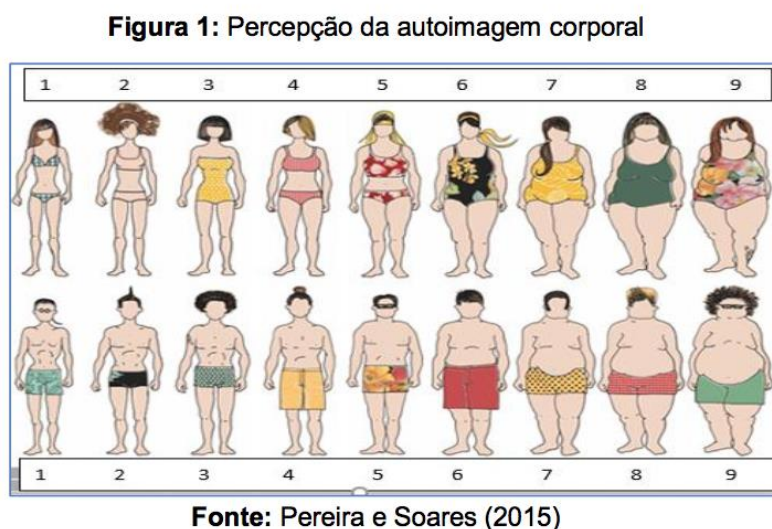 Figura 1: Percepção da autoimagem corporal
1 2 3 4 5 6 7 8 9
1 2 3 4 5 6 7 8 9
Fonte: Pereira e Soares (2015)